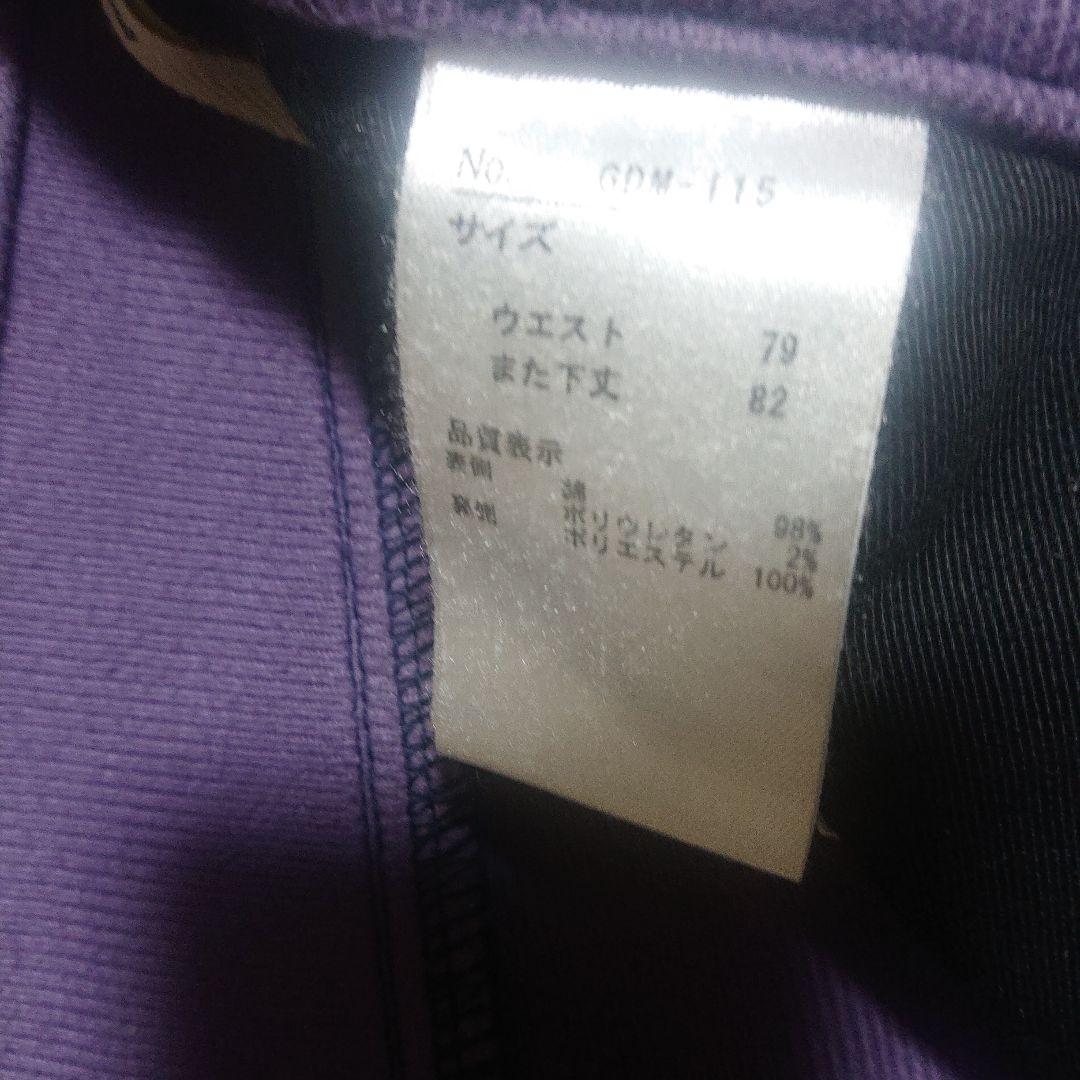 No. GDM-115
サイズ
ウエスト 79
また下丈 82
品質表示
表側 綿 98%
ポリウレタン 2%
裏側 ポリエステル 100%